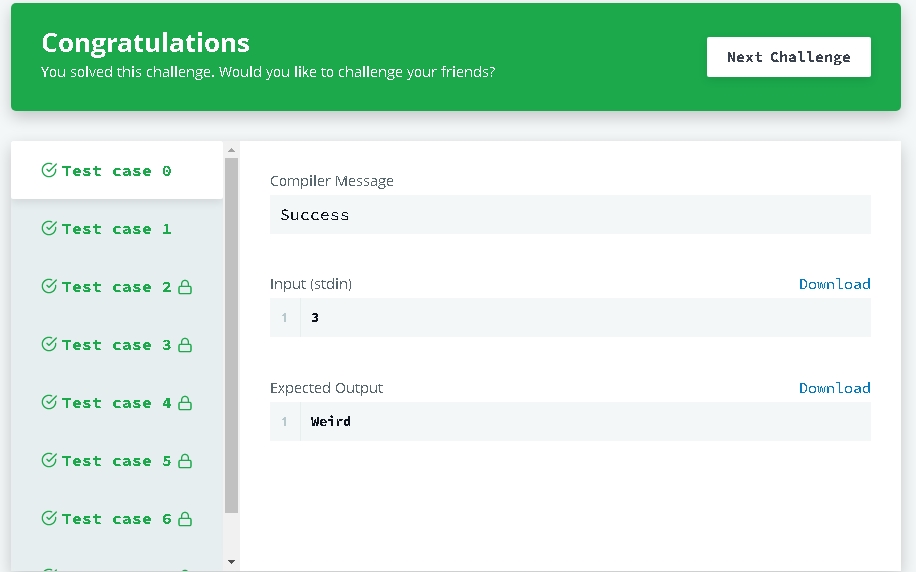 Congratulations
You solved this challenge. Would you like to challenge your friends?
Next Challenge
Test case 0
Test case 1
Test case 2
Test case 3
Test case 4
Test case 5
Test case 6
Compiler Message
Success
Input (stdin)
Download
1 3
Expected Output
Download
1 Weird